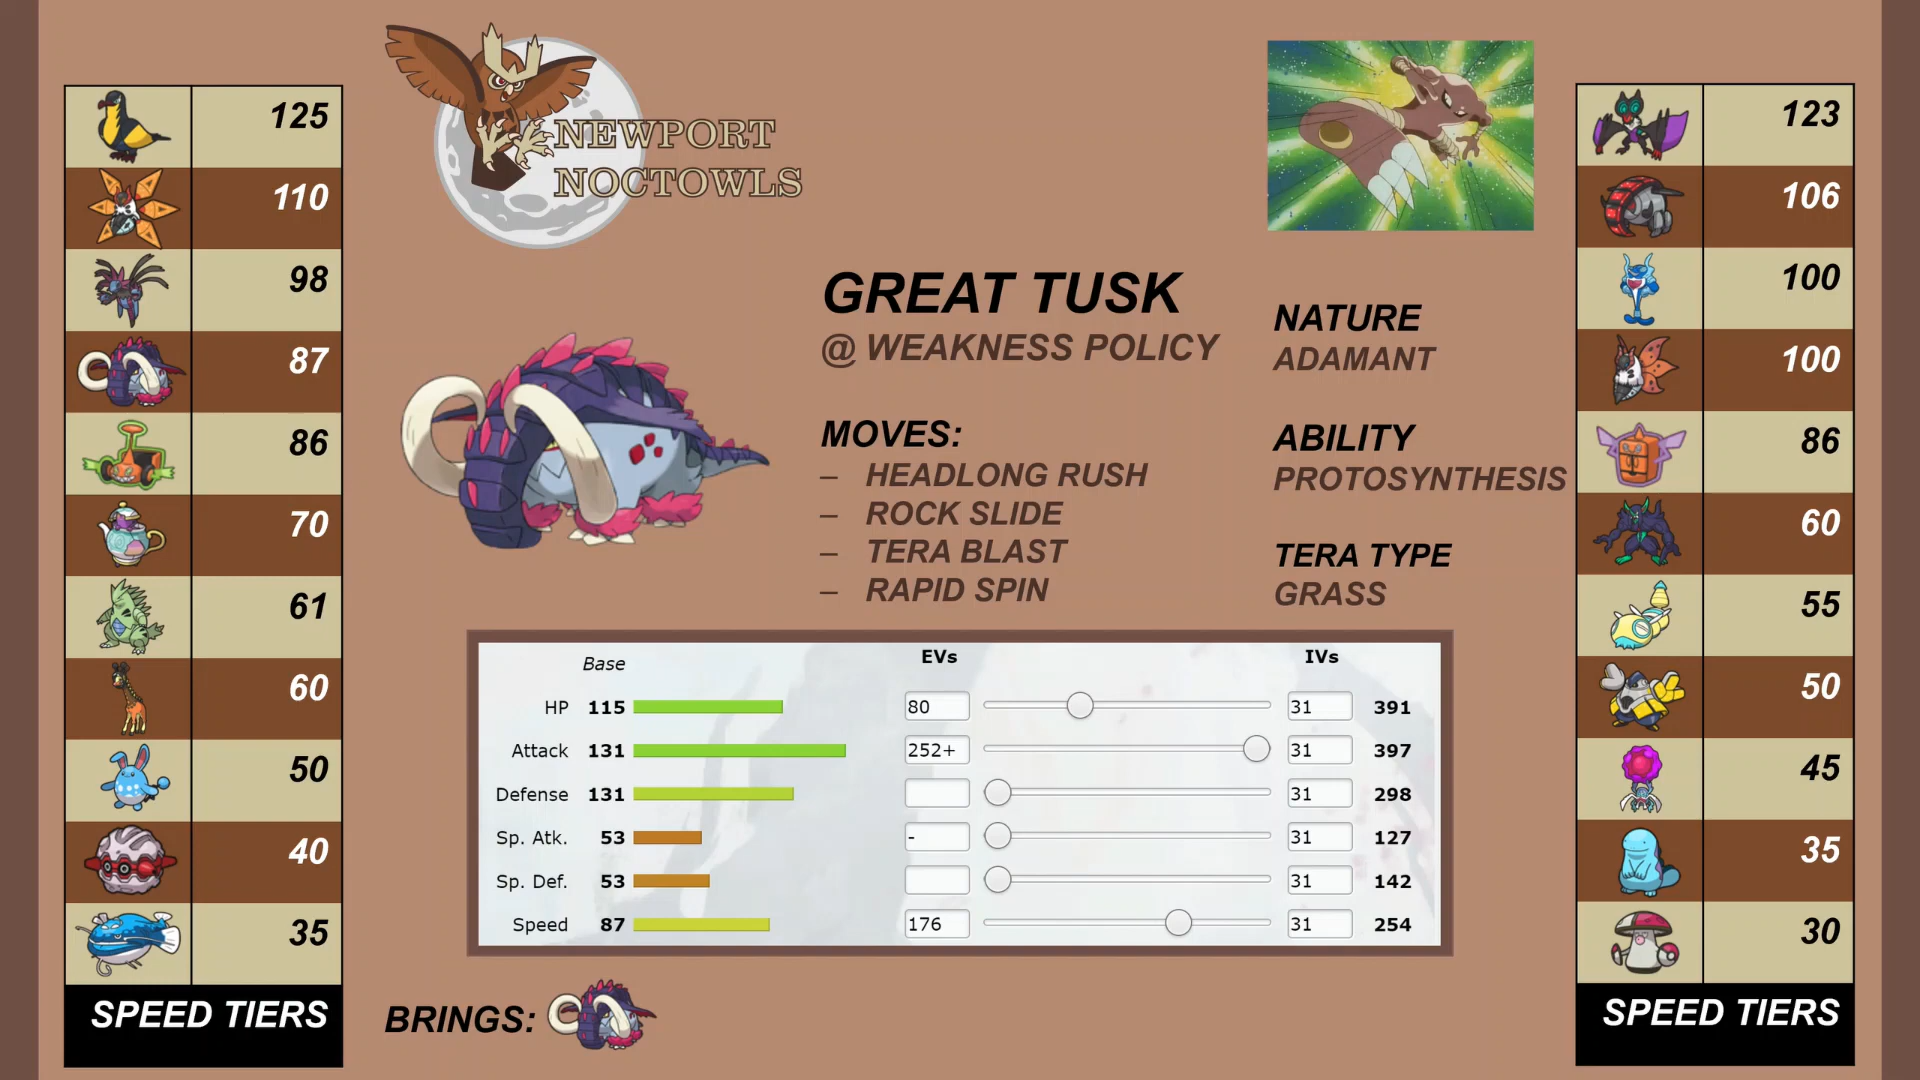 125
110
98
87
86
70
61
60
50
40
35
SPEED TIERS
NEWPORT
NOCTOWLS
GREAT TUSK
@ WEAKNESS POLICY
MOVES:
– HEADLONG RUSH
– ROCK SLIDE
– TERA BLAST
– RAPID SPIN
NATURE
ADAMANT
ABILITY
PROTOSYNTHESIS
TERA TYPE
GRASS
Base EVs IVs
HP 115 80 31 391
Attack 131 252+ 31 397
Defense 131 31 298
Sp. Atk. 53 - 31 127
Sp. Def. 53 31 142
Speed 87 176 31 254
BRINGS:
123
106
100
100
86
60
55
50
45
35
30
SPEED TIERS